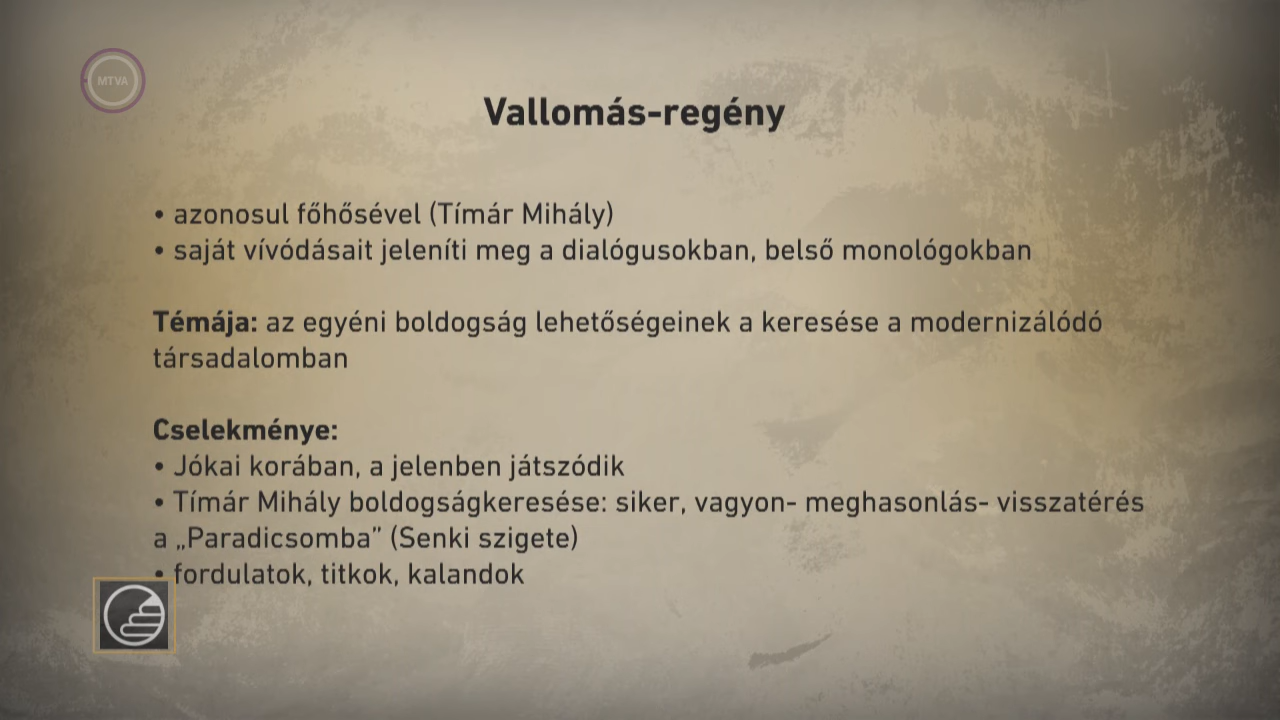 MTVA
Vallomás-regény
• azonosul főhősével (Tímár Mihály)
• saját vívódásait jeleníti meg a dialógusokban, belső monológokban
Témája: az egyéni boldogság lehetőségeinek a keresése a modernizálódó
társadalomban
Cselekménye:
• Jókai korában, a jelenben játszódik
• Tímár Mihály boldogságkeresése: siker, vagyon- meghasonlás- visszatérés
a „Paradicsomba” (Senki szigete)
• fordulatok, titkok, kalandok